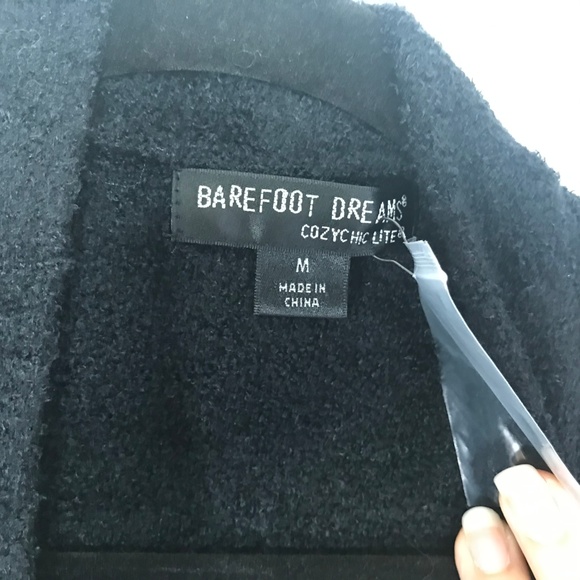 BAREFOOT DREAMS®
COZYCHIC LITE®
M
MADE IN
CHINA